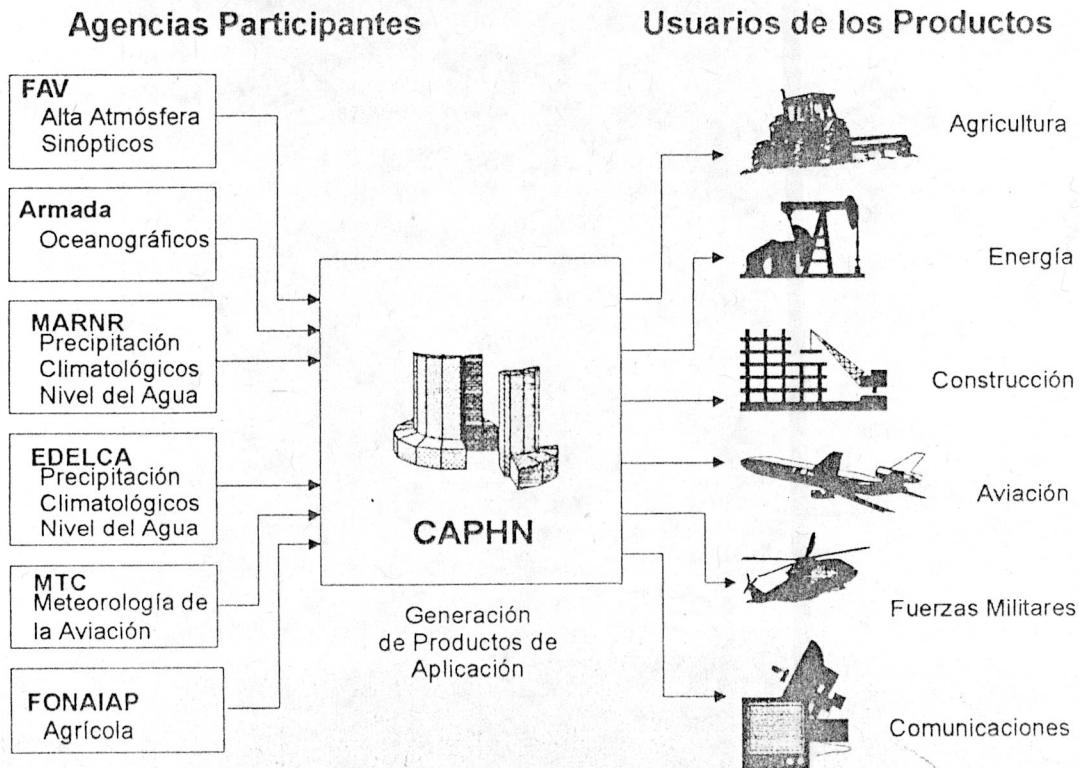 Agencias Participantes
Usuarios de los Productos
FAV
Alta Atmósfera
Sinópticos
Armada
Oceanográficos
MARNR
Precipitación
Climatológicos
Nivel del Agua
EDELCA
Precipitación
Climatológicos
Nivel del Agua
MTC
Meteorología de
la Aviación
FONAIAP
Agrícola
CAPHN
Generación
de Productos de
Aplicación
Agricultura
Energía
Construcción
Aviación
Fuerzas Militares
Comunicaciones